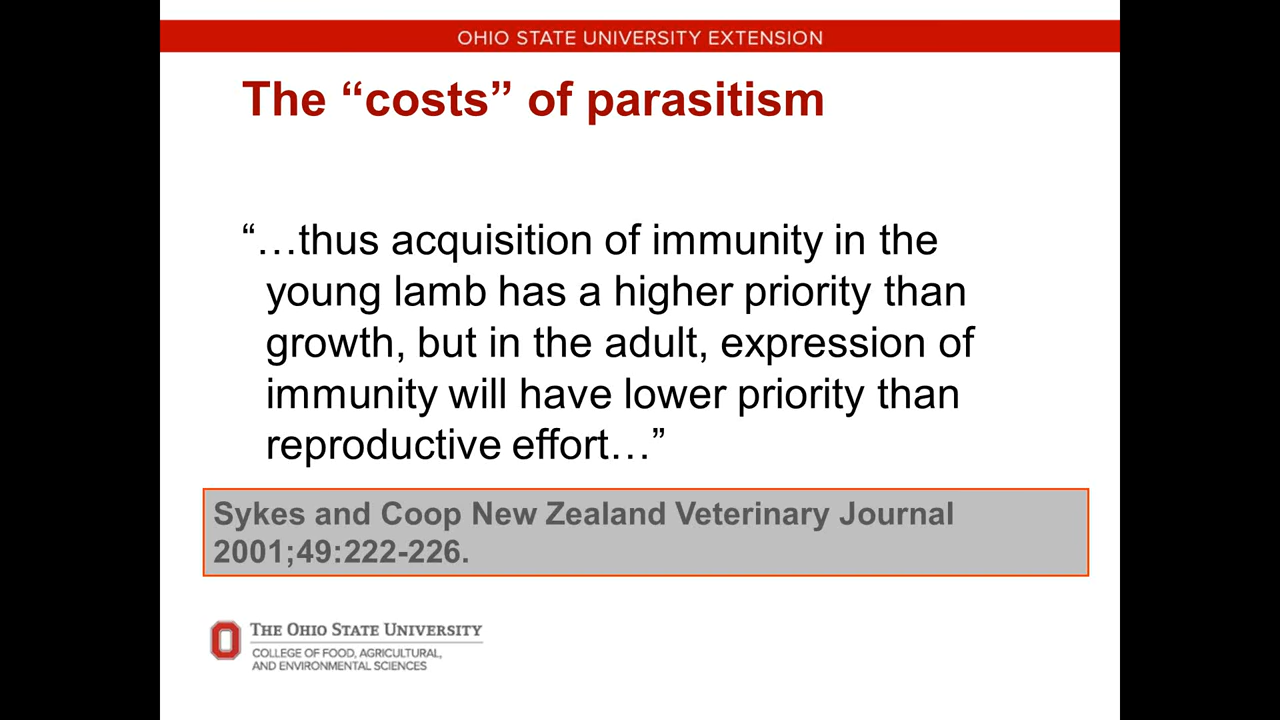 OHIO STATE UNIVERSITY EXTENSION
The “costs” of parasitism
“…thus acquisition of immunity in the
young lamb has a higher priority than
growth, but in the adult, expression of
immunity will have lower priority than
reproductive effort…”
Sykes and Coop New Zealand Veterinary Journal
2001;49:222-226.
THE OHIO STATE UNIVERSITY
COLLEGE OF FOOD, AGRICULTURAL,
AND ENVIRONMENTAL SCIENCES